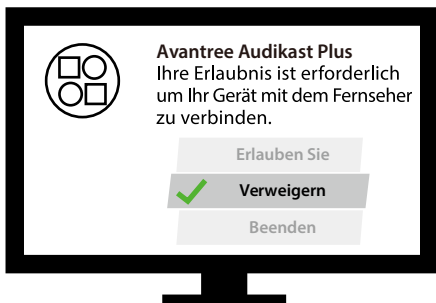 Avantree Audikast Plus
Ihre Erlaubnis ist erforderlich
um Ihr Gerät mit dem Fernseher
zu verbinden.
Erlauben Sie
Verweigern
Beenden